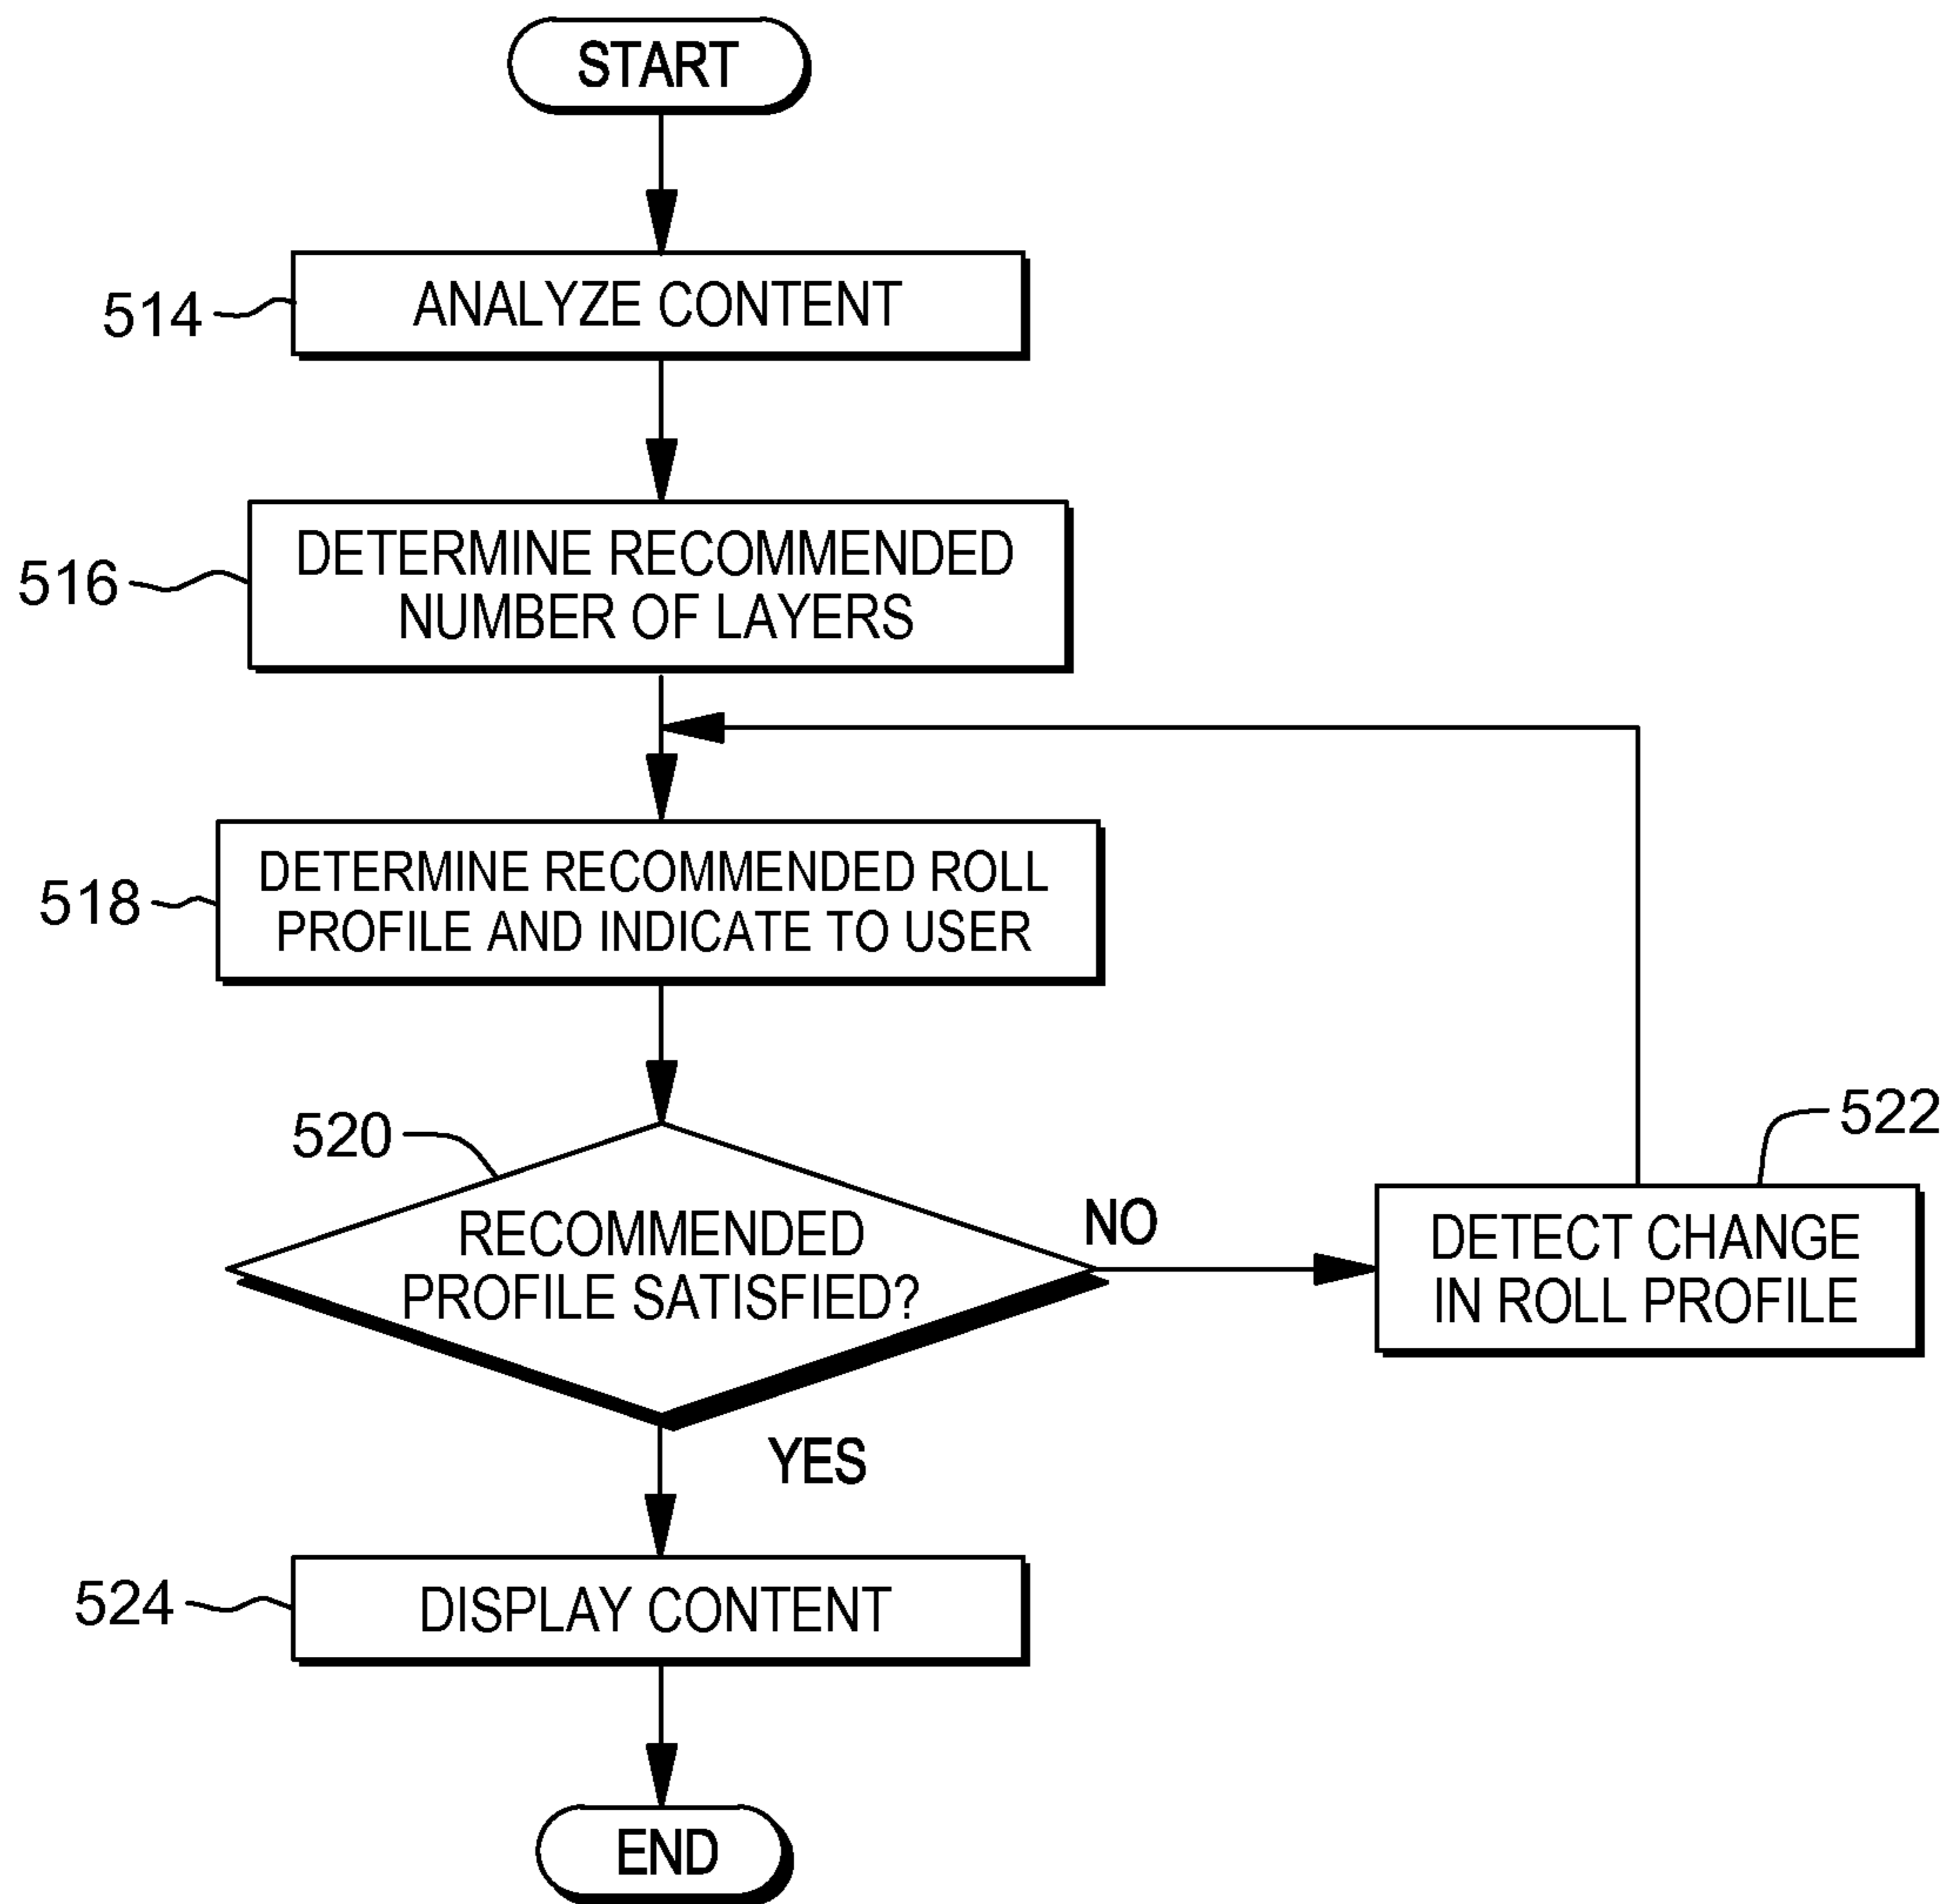 START
514
ANALYZE CONTENT
516
DETERMINE RECOMMENDED
NUMBER OF LAYERS
518
DETERMINE RECOMMENDED ROLL
PROFILE AND INDICATE TO USER
520
RECOMMENDED
PROFILE SATISFIED?
NO
522
DETECT CHANGE
IN ROLL PROFILE
YES
524
DISPLAY CONTENT
END